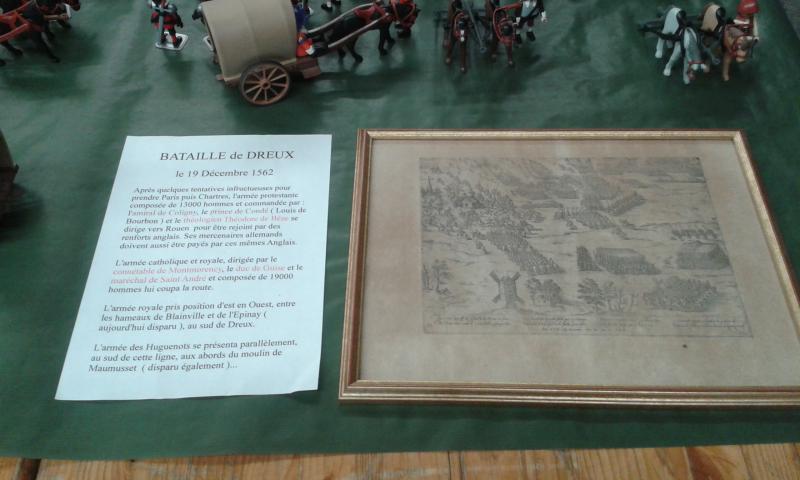 BATAILLE de DREUX
le 19 Décembre 1562
Après quelques tentatives infructueuses pour
prendre Paris puis Chartres, l'armée protestante
composée de 13000 hommes et commandée par :
l'amiral de Coligny, le prince de Condé ( Louis de
Bourbon ) et le théologien Théodore de Bèze se
dirige vers Rouen pour être rejoint par des
renforts anglais. Ses mercenaires allemands
doivent aussi être payés par ces mêmes Anglais.
L'armée catholique et royale, dirigée par le
connétable de Montmorency, le duc de Guise et le
maréchal de Saint André et composée de 19000
hommes lui coupa la route.
L'armée royale pris position d'est en Ouest, entre
les hameaux de Blainville et de l'Epinay (
aujourd'hui disparu ), au sud de Dreux.
L'armée des Huguenots se présenta parallèlement,
au sud de cette ligne, aux abords du moulin de
Maumusset ( disparu également )...